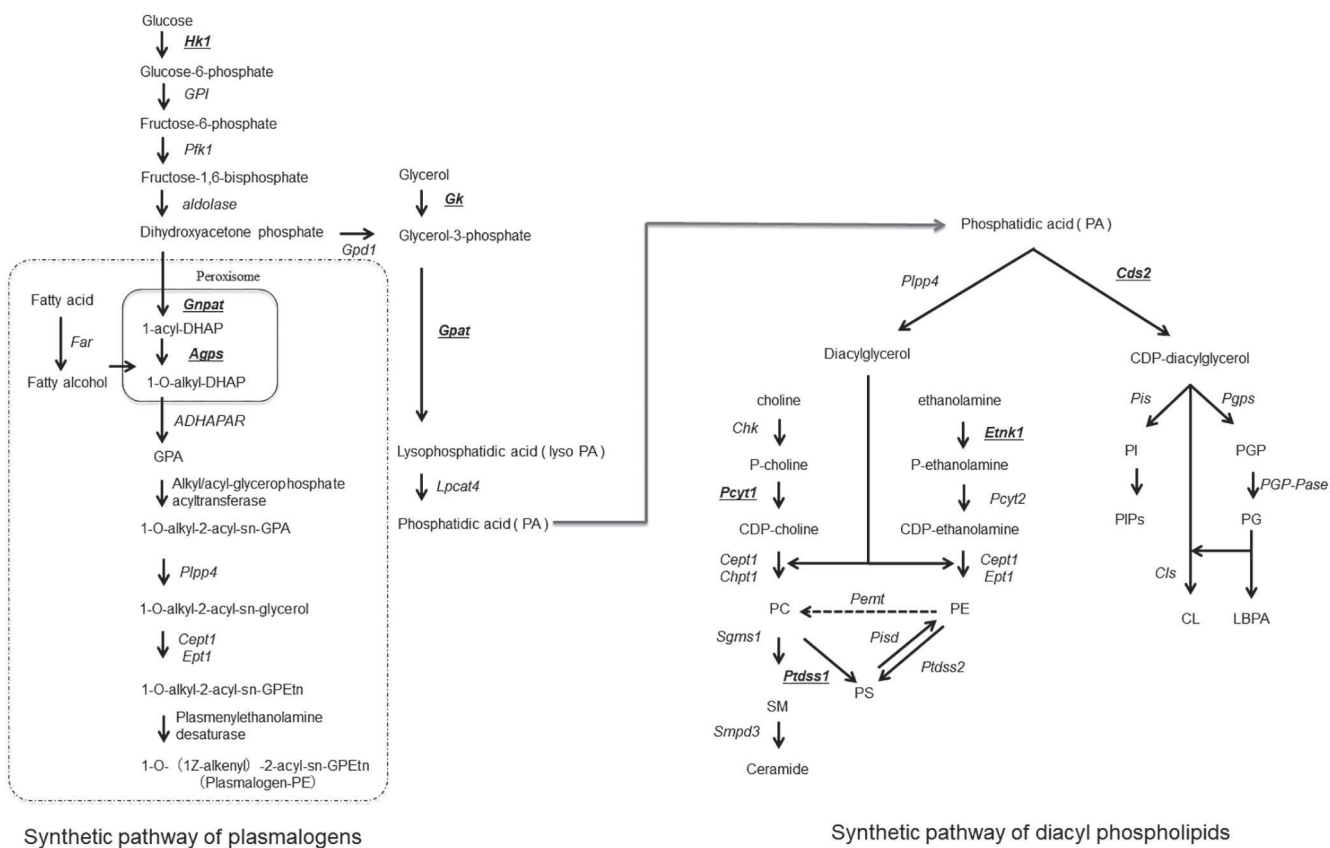 Glucose
Hk1
Glucose-6-phosphate
GPI
Fructose-6-phosphate
Pfk1
Fructose-1,6-bisphosphate
aldolase
Dihydroxyacetone phosphate
Gpd1
Glycerol
Gk
Glycerol-3-phosphate
Gpat
Lysophosphatidic acid ( lyso PA)
Lpcat4
Phosphatidic acid ( PA)
Peroxisome
Fatty acid
Far
Fatty alcohol
Gnpat
1-acyl-DHAP
Agps
1-O-alkyl-DHAP
ADHAPAR
GPA
Alkyl/acyl-glycerophosphate
acyltransferase
1-O-alkyl-2-acyl-sn-GPA
Plpp4
1-O-alkyl-2-acyl-sn-glycerol
Cept1
Ept1
1-O-alkyl-2-acyl-sn-GPEtn
Plasmenylethanolamine
desaturase
1-O-（1Z-alkenyl）-2-acyl-sn-GPEtn
(Plasmalogen-PE)
Synthetic pathway of plasmalogens
Phosphatidic acid ( PA)
Plpp4
Cds2
Diacylglycerol
CDP-diacylglycerol
choline
Chk
P-choline
Pcyt1
CDP-choline
Cept1
Chpt1
ethanolamine
Etnk1
P-ethanolamine
Pcyt2
CDP-ethanolamine
Cept1
Ept1
Pis
Pgps
PI
PGP
PGP-Pase
PIPs
PG
Cls
CL
LBPA
PC
Pemt
PE
Sgms1
Pisd
Ptdss2
Ptdss1
PS
SM
Smpd3
Ceramide
Synthetic pathway of diacyl phospholipids